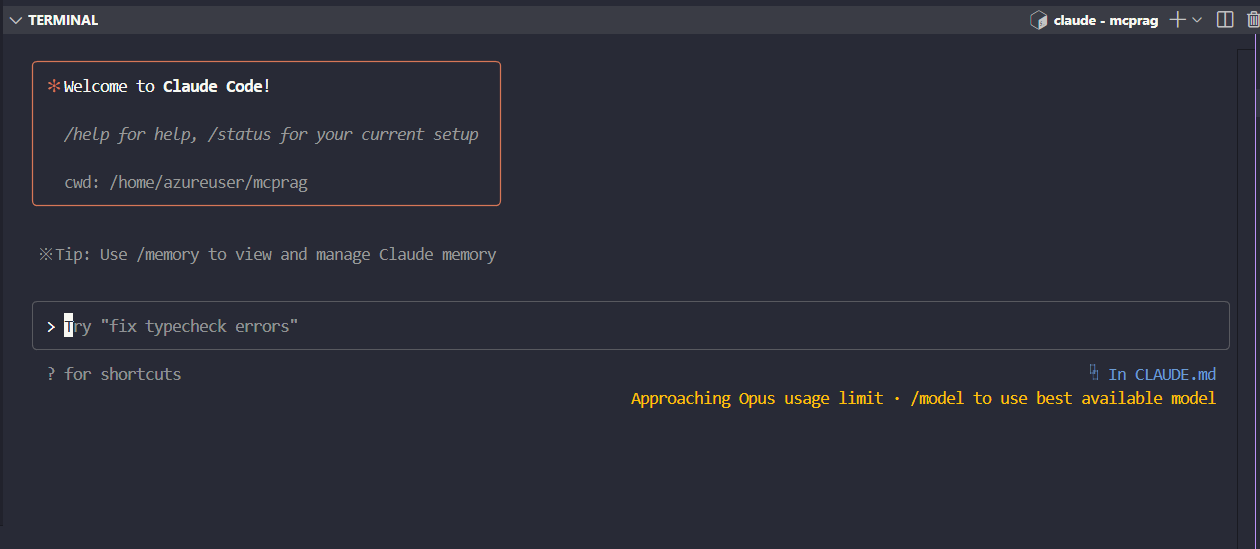 TERMINAL
claude - mcprag
*Welcome to Claude Code!
/help for help, /status for your current setup
cwd: /home/azureuser/mcprag
※Tip: Use /memory to view and manage Claude memory
> Try "fix typecheck errors"
? for shortcuts
In CLAUDE.md
Approaching Opus usage limit · /model to use best available model